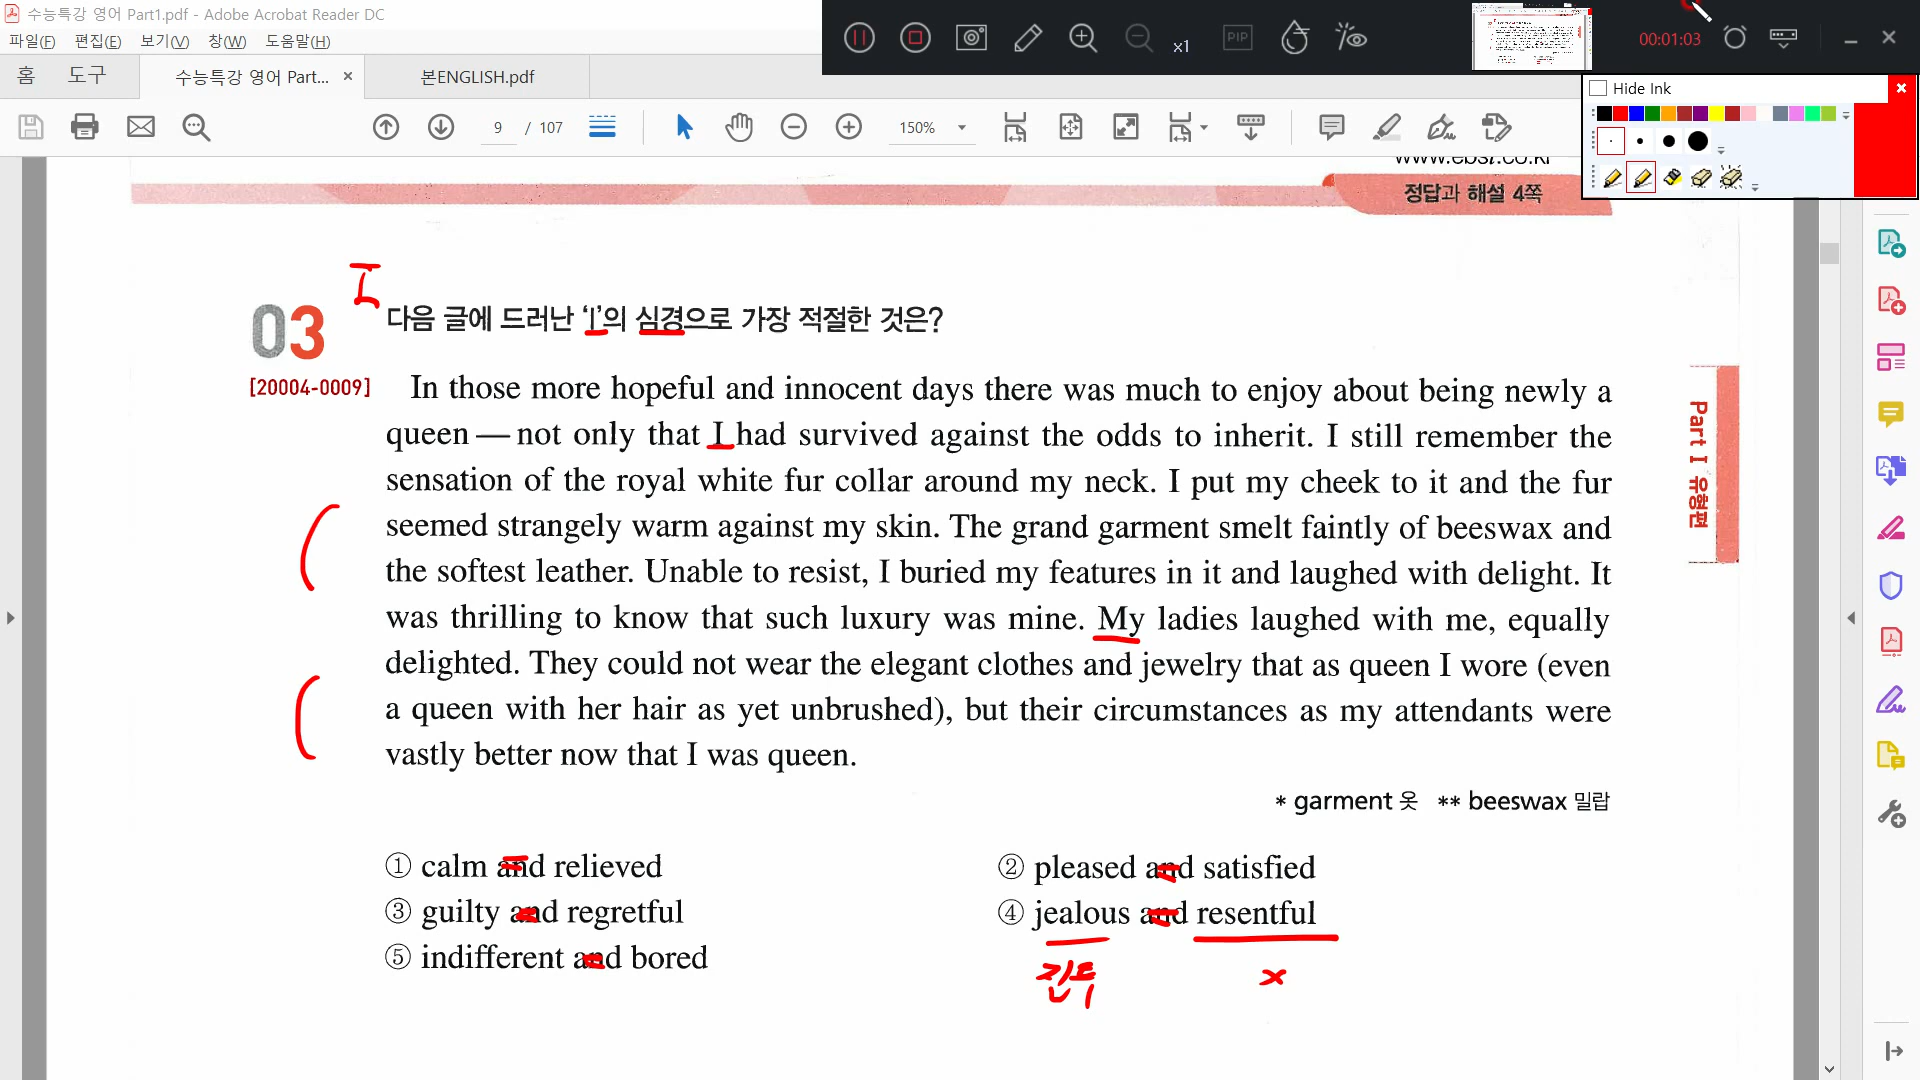 수능특강 영어 Part1.pdf - Adobe Acrobat Reader DC
파일(F) 편집(E) 보기(V) 창(W) 도움말(H)
x1
PIP
00:01:03
홈 도구 수능특강 영어 Part... × 본ENGLISH.pdf
Hide Ink
9 / 107 150%
www.ebsi.co.kr
정답과 해설 4쪽
I
03 다음 글에 드러난 ‘I’의 심경으로 가장 적절한 것은?
[20004-0009] In those more hopeful and innocent days there was much to enjoy about being newly a
queen — not only that I had survived against the odds to inherit. I still remember the
sensation of the royal white fur collar around my neck. I put my cheek to it and the fur
seemed strangely warm against my skin. The grand garment smelt faintly of beeswax and
the softest leather. Unable to resist, I buried my features in it and laughed with delight. It
was thrilling to know that such luxury was mine. My ladies laughed with me, equally
delighted. They could not wear the elegant clothes and jewelry that as queen I wore (even
a queen with her hair as yet unbrushed), but their circumstances as my attendants were
vastly better now that I was queen.
Part I 유형편
* garment 옷 ** beeswax 밀랍
① calm and relieved ② pleased and satisfied
③ guilty and regretful ④ jealous and resentful
⑤ indifferent and bored
질투 x